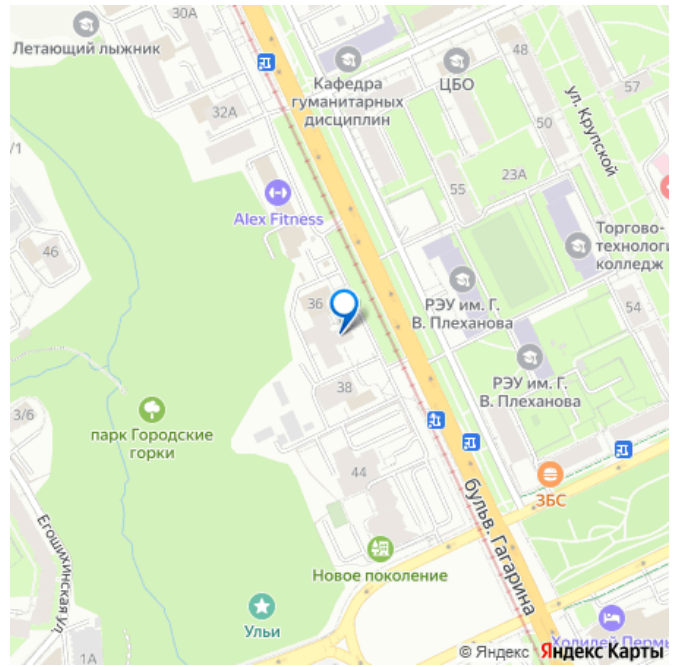 30А
Летающий лыжник
Кафедра
гуманитарных
дисциплин
ЦБО
48
57
ул. Крупской
50
32А
/1
23А
55
Alex Fitness
Торгово-
технологи
колледж
46
36
РЭУ им. Г.
В. Плеханова
54
РЭУ им. Г.
В. Плеханова
38
3/6
парк Городские
горки
44
ЗБС
бульв. Гагарина
Егошихинская ул.
Новое поколение
Ульи
1А
Холидей Пермь
© Яндекс Яндекс Карты